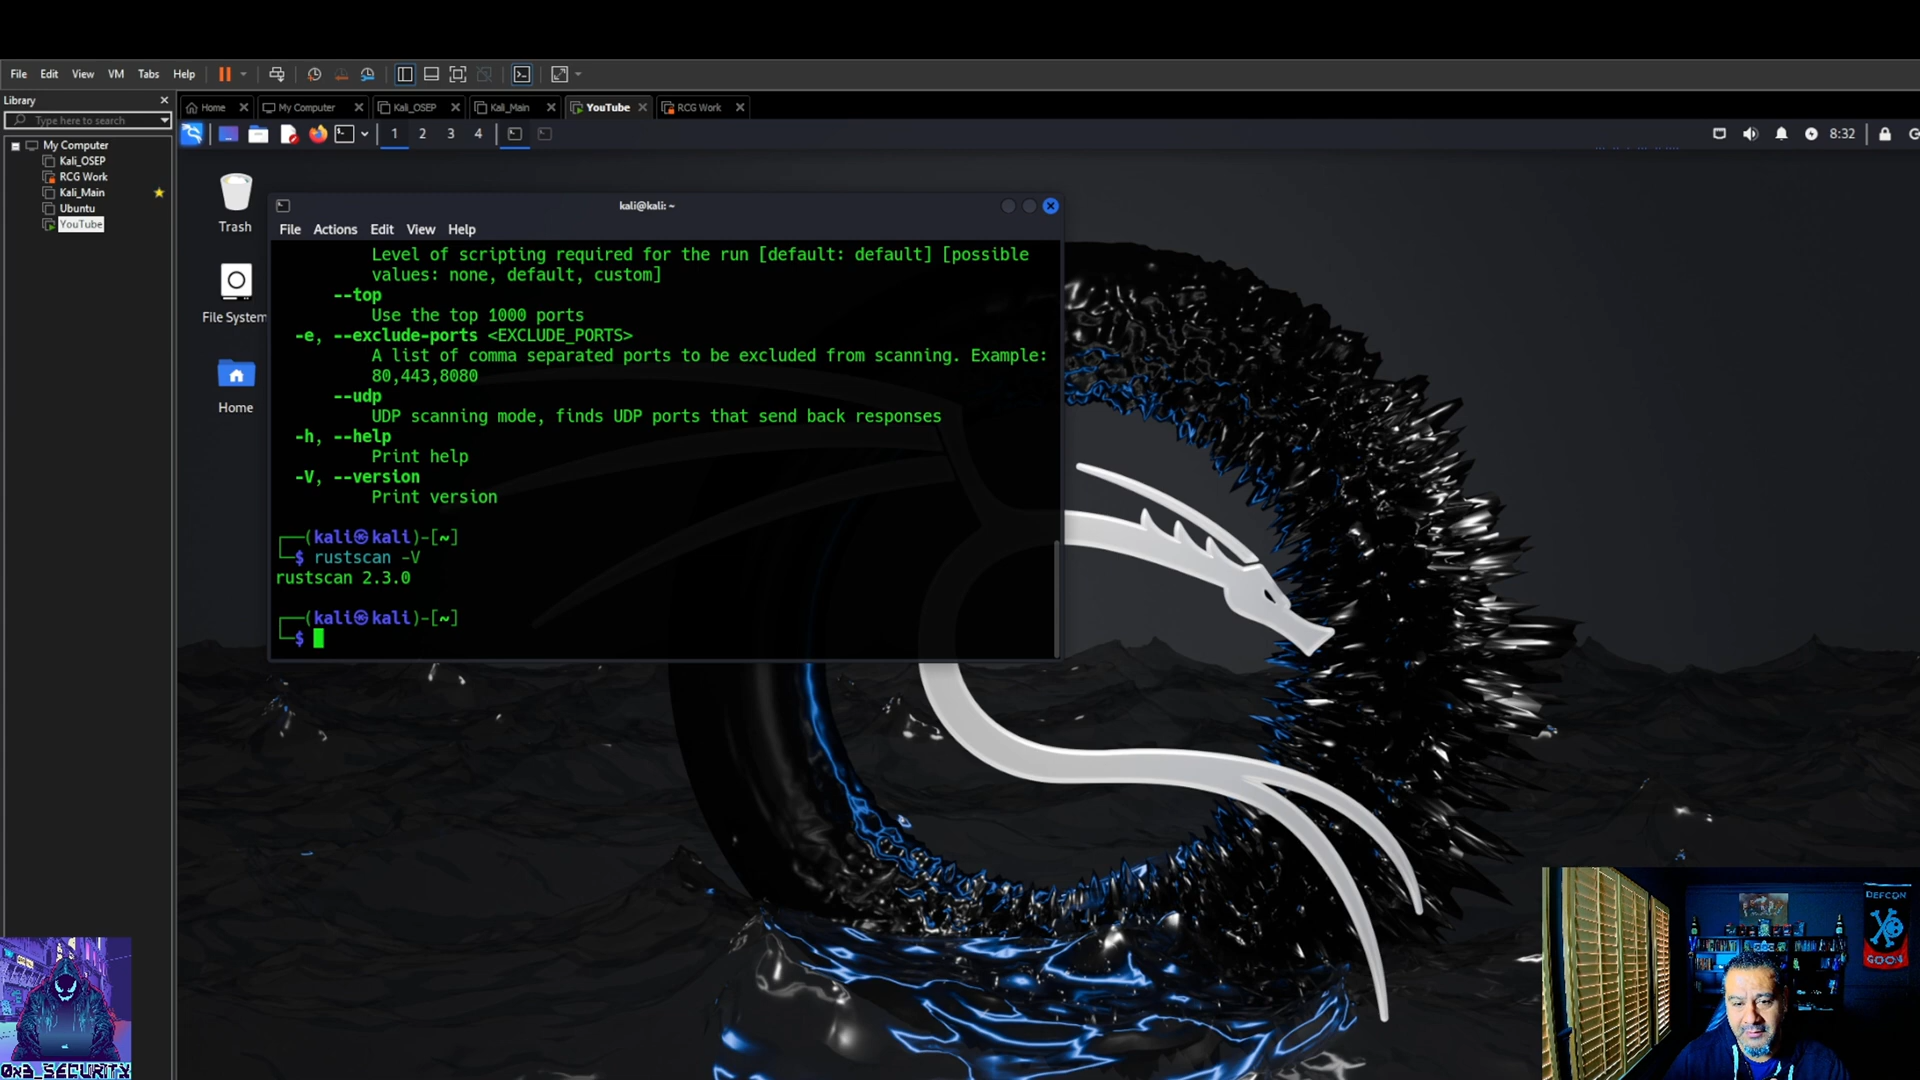 File Edit View VM Tabs Help
Library
Type here to search
My Computer
Kali_OSEP
RCG Work
Kali_Main
Ubuntu
YouTube
Home My Computer Kali_OSEP Kali_Main YouTube RCG Work
1 2 3 4
8:32
Trash
File System
Home
kali@kali: ~
File Actions Edit View Help
Level of scripting required for the run [default: default] [possible
values: none, default, custom]
--top
Use the top 1000 ports
-e, --exclude-ports <EXCLUDE_PORTS>
A list of comma separated ports to be excluded from scanning. Example:
80,443,8080
--udp
UDP scanning mode, finds UDP ports that send back responses
-h, --help
Print help
-V, --version
Print version
(kali㉿kali)-[~]
$ rustscan -V
rustscan 2.3.0
(kali㉿kali)-[~]
$
0x3_SECURITY
DEFCON
GOON